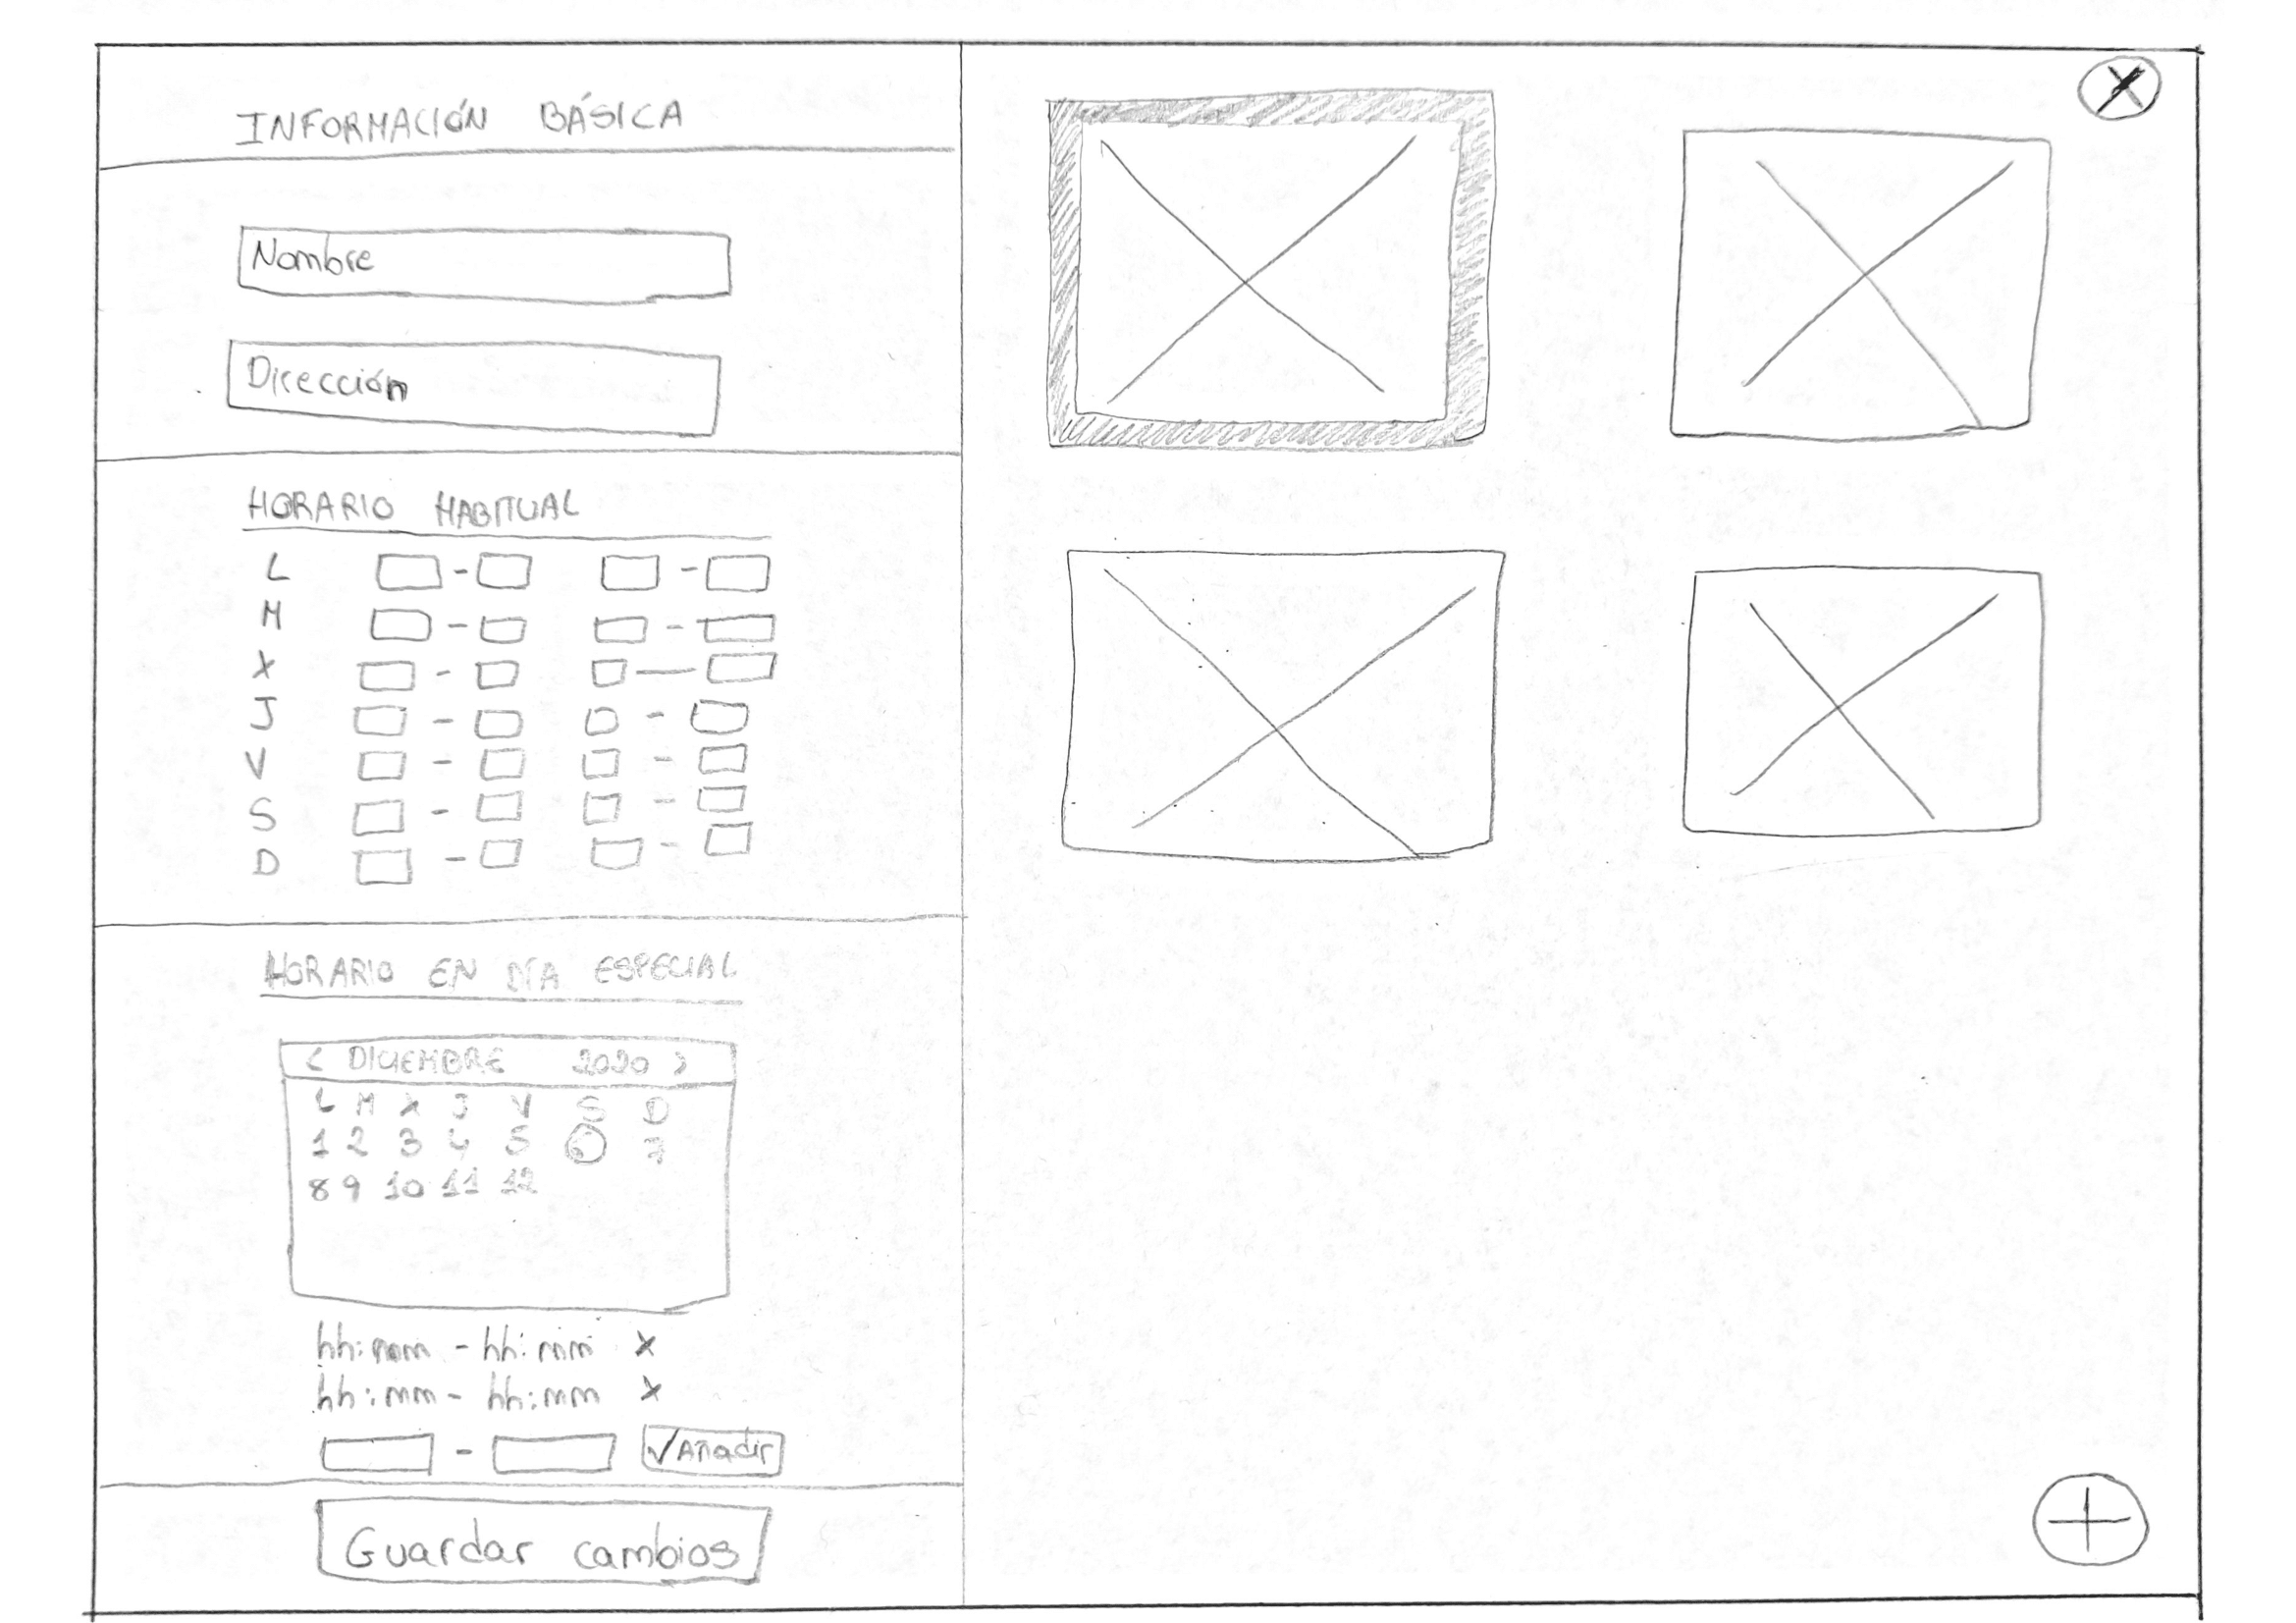 INFORMACIÓN BÁSICA
Nombre
Dirección
HORARIO HABITUAL
L
M
X
J
V
S
D
HORARIO EN DÍA ESPECIAL
< DICIEMBRE 2020 >
L M X J V S D
1 2 3 4 5 6 7
8 9 10 11 12
hh:mm - hh:mm X
hh:mm - hh:mm X
✓Añadir
Guardar cambios